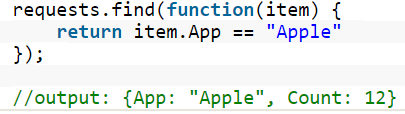 requests.find(function(item) {
    return item.App == "Apple"
});
//output: {App: "Apple", Count: 12}